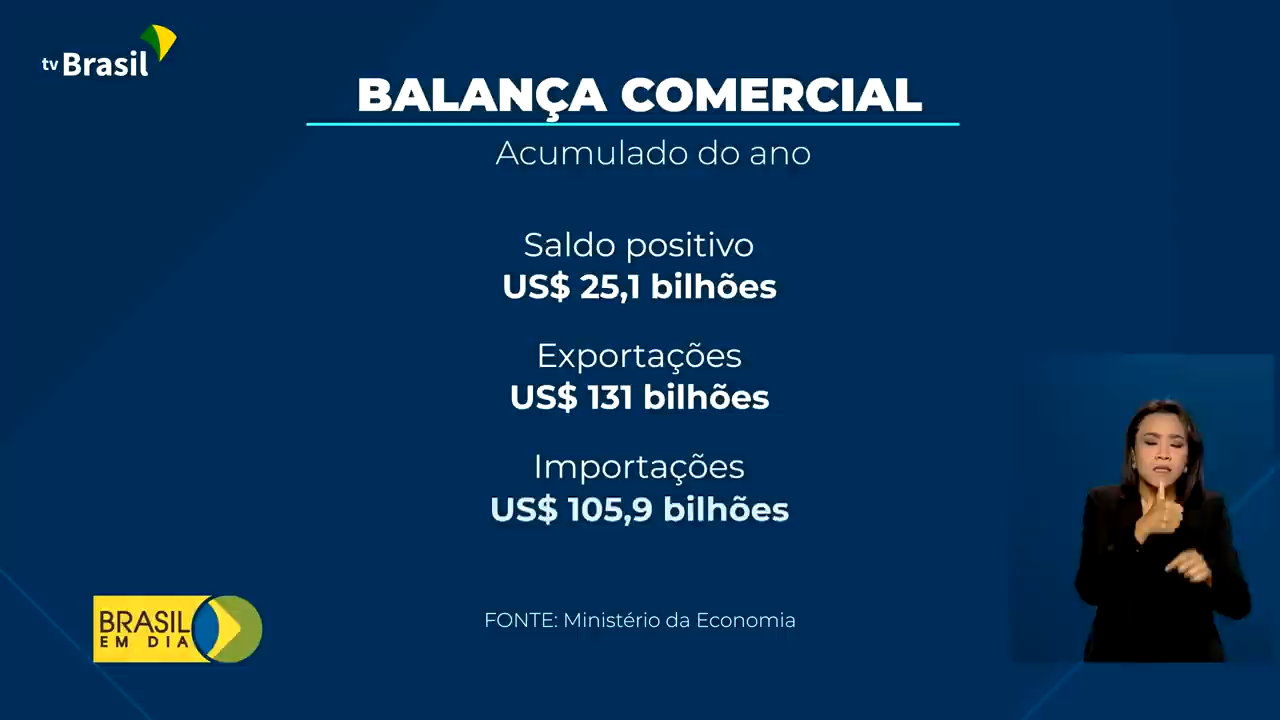 tv Brasil
BALANÇA COMERCIAL
Acumulado do ano
Saldo positivo
US$ 25,1 bilhões
Exportações
US$ 131 bilhões
Importações
US$ 105,9 bilhões
BRASIL
EM DIA
FONTE: Ministério da Economia